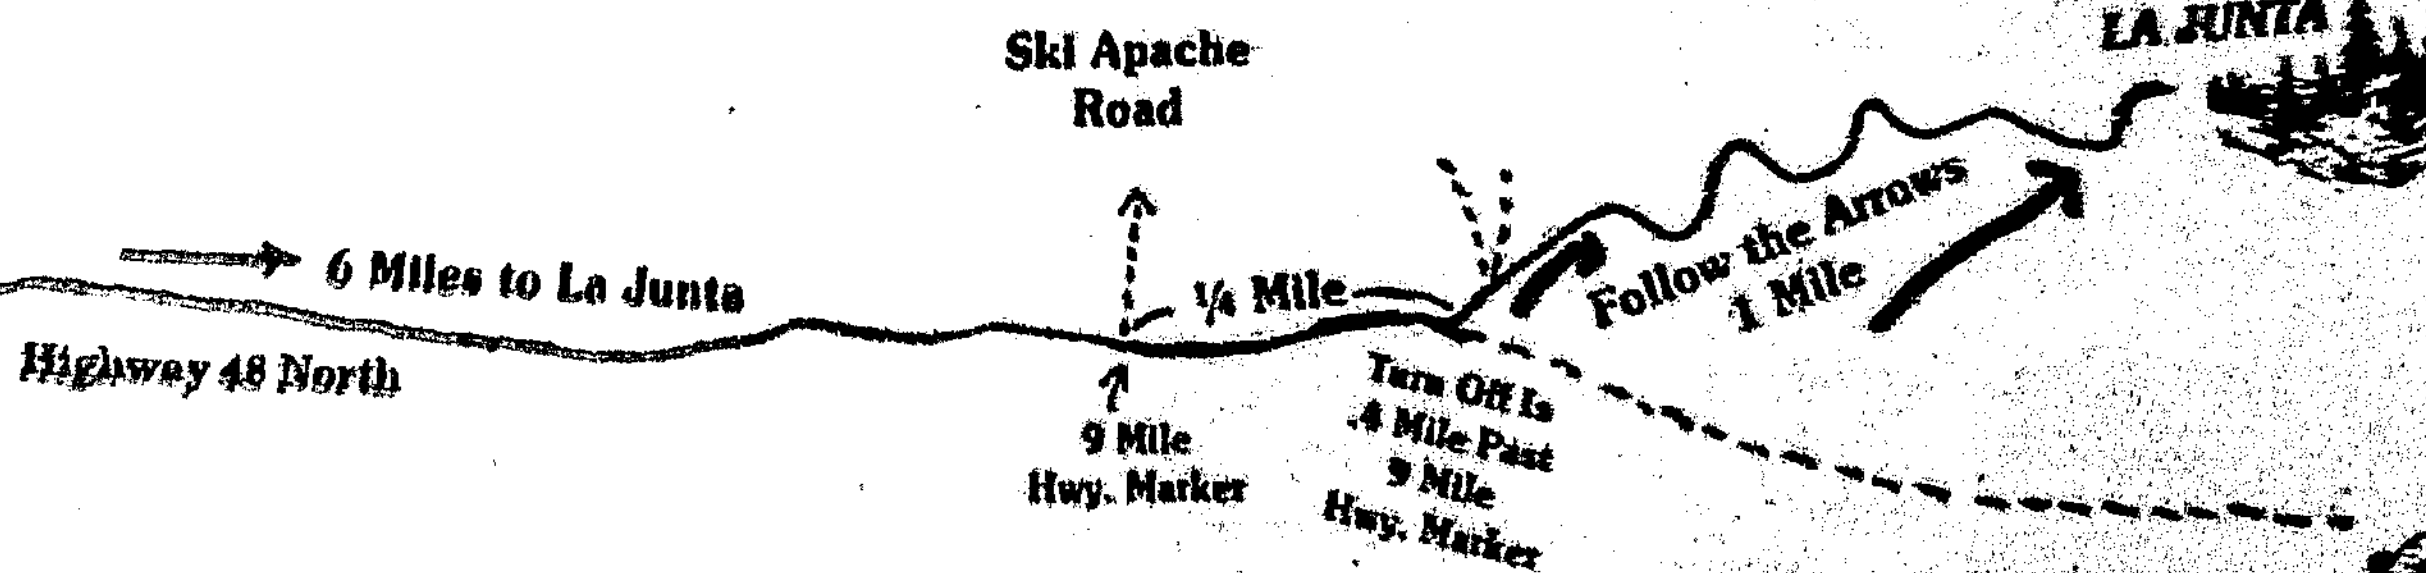 LA JUNTA
Ski Apache
Road
6 Miles to La Junta
Highway 48 North
1/4 Mile
Follow the Arrows
1 Mile
9 Mile
Hwy. Marker
Turn Off Is
.4 Mile Past
9 Mile
Hwy. Marker